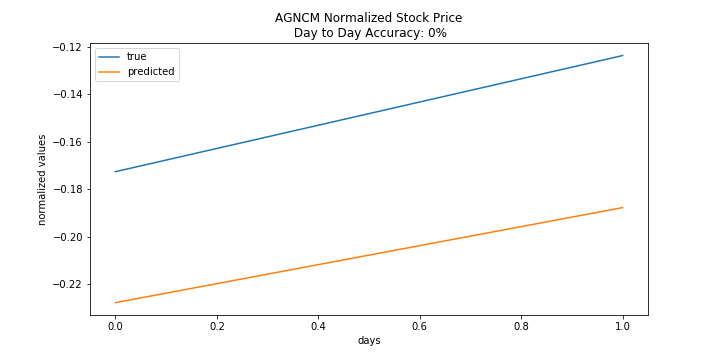 AGNCM Normalized Stock Price
Day to Day Accuracy: 0%
true
predicted
normalized values
−0.12
−0.14
−0.16
−0.18
−0.20
−0.22
0.0 0.2 0.4 0.6 0.8 1.0
days